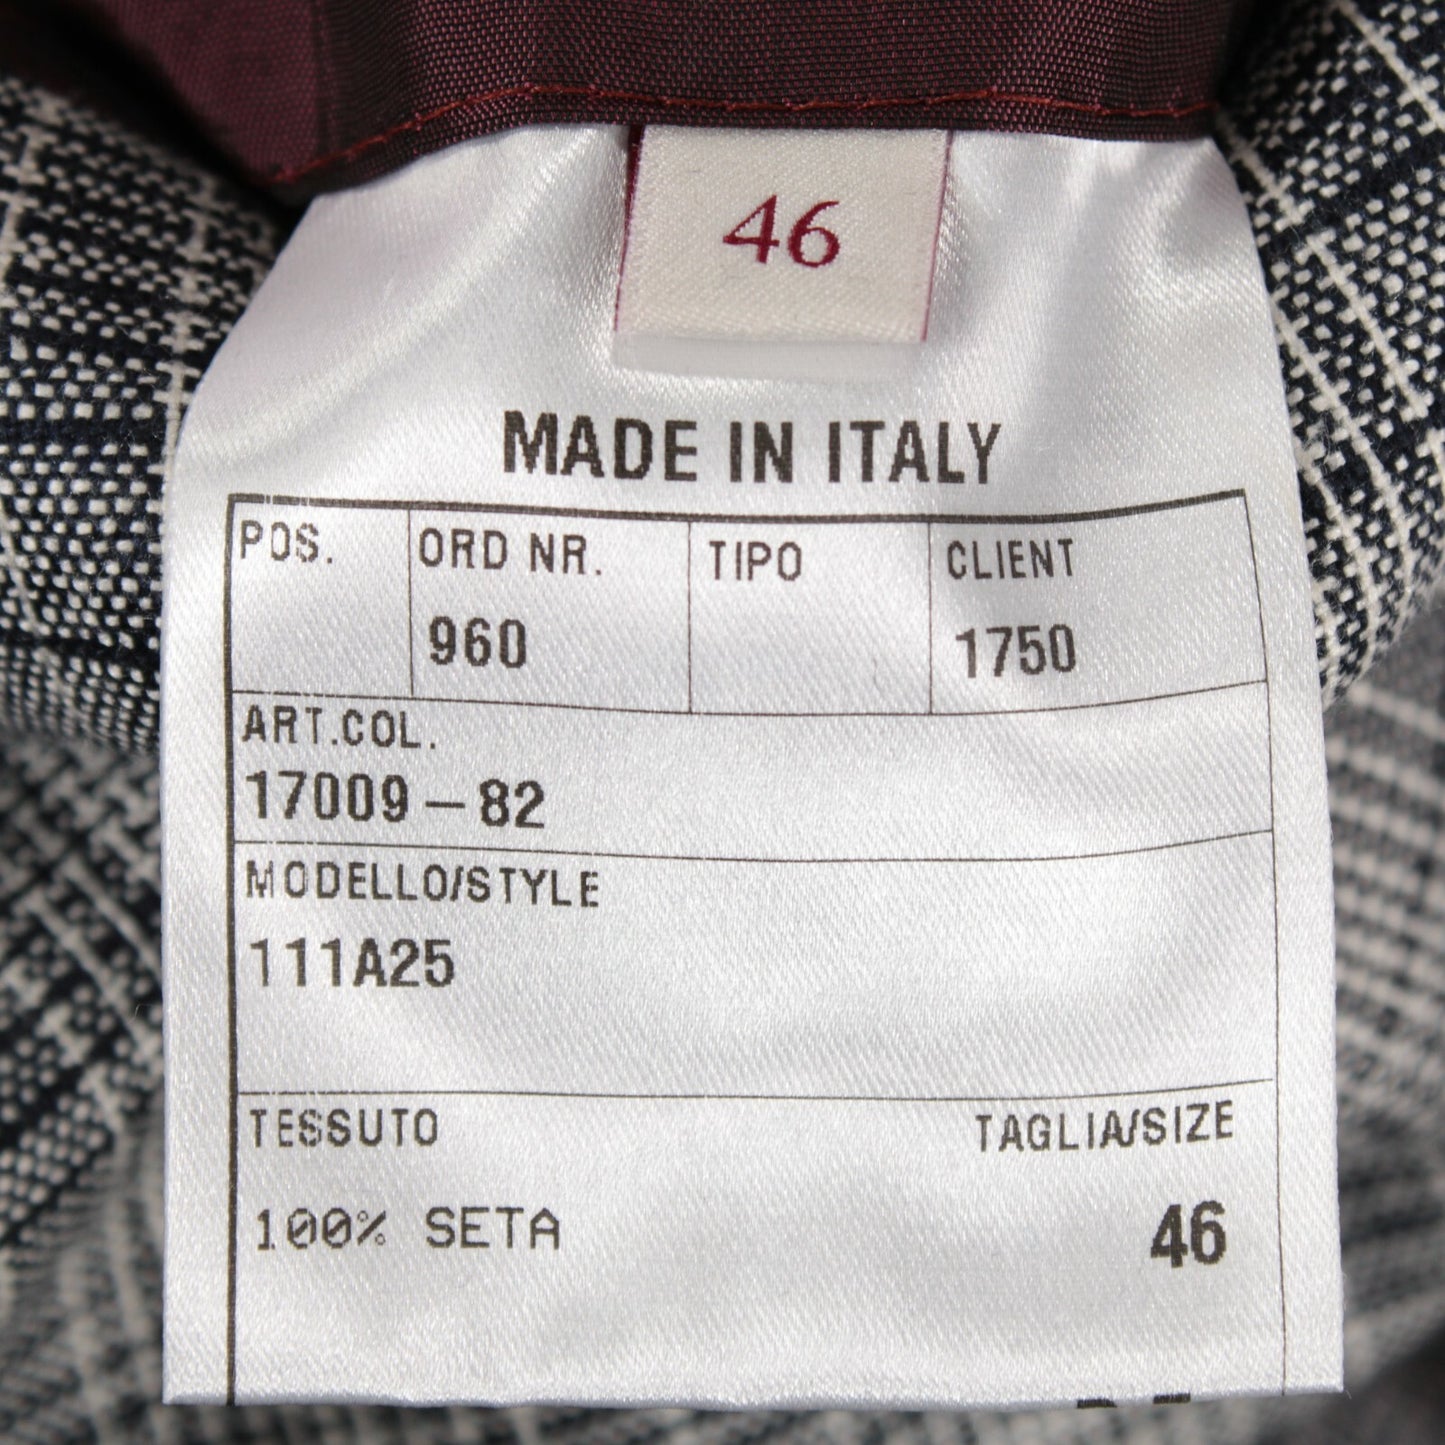 46
MADE IN ITALY
POS. ORD NR. TIPO CLIENT
960 1750
ART.COL.
17009-82
MODELLO/STYLE
111A25
TESSUTO TAGLIA/SIZE
100% SETA 46